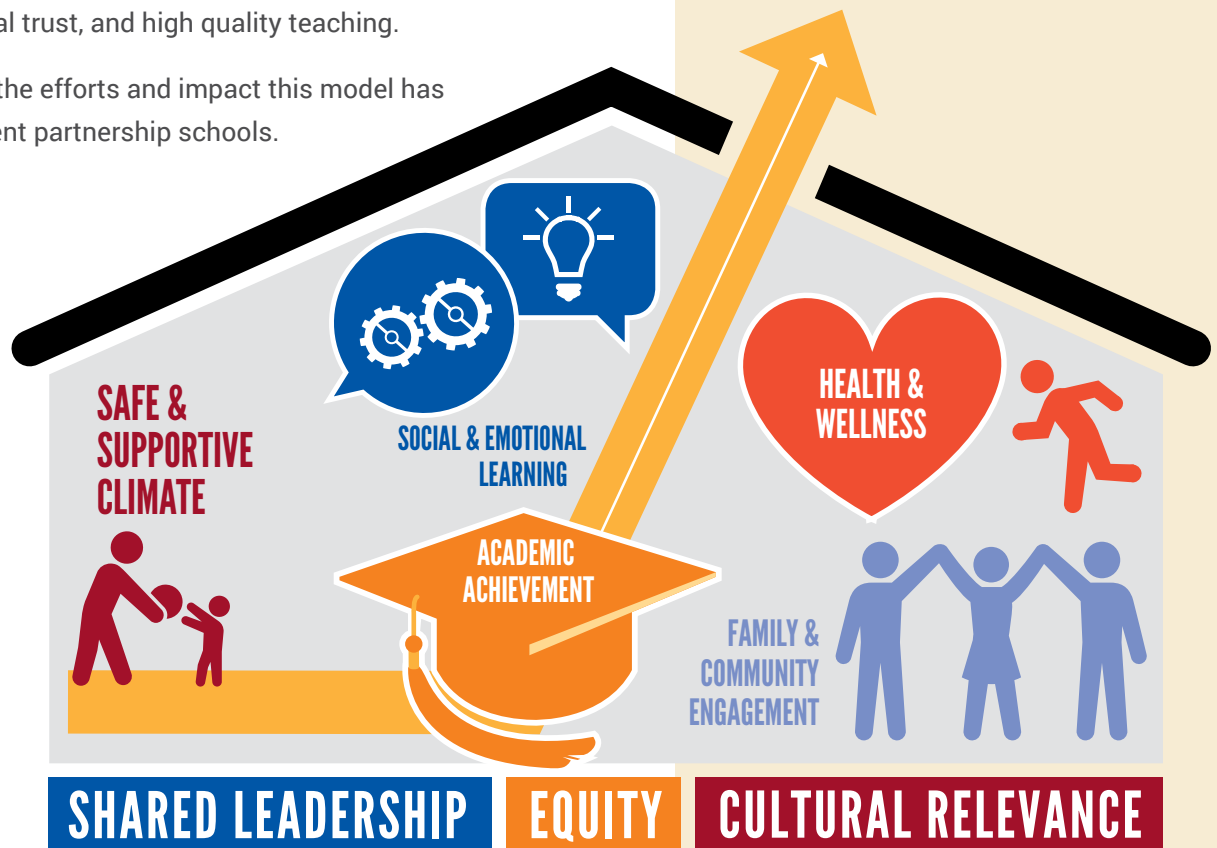 al trust, and high quality teaching.
the efforts and impact this model has
ent partnership schools.
SAFE &
SUPPORTIVE
CLIMATE
SOCIAL & EMOTIONAL
LEARNING
HEALTH &
WELLNESS
ACADEMIC
ACHIEVEMENT
FAMILY &
COMMUNITY
ENGAGEMENT
SHARED LEADERSHIP
EQUITY
CULTURAL RELEVANCE